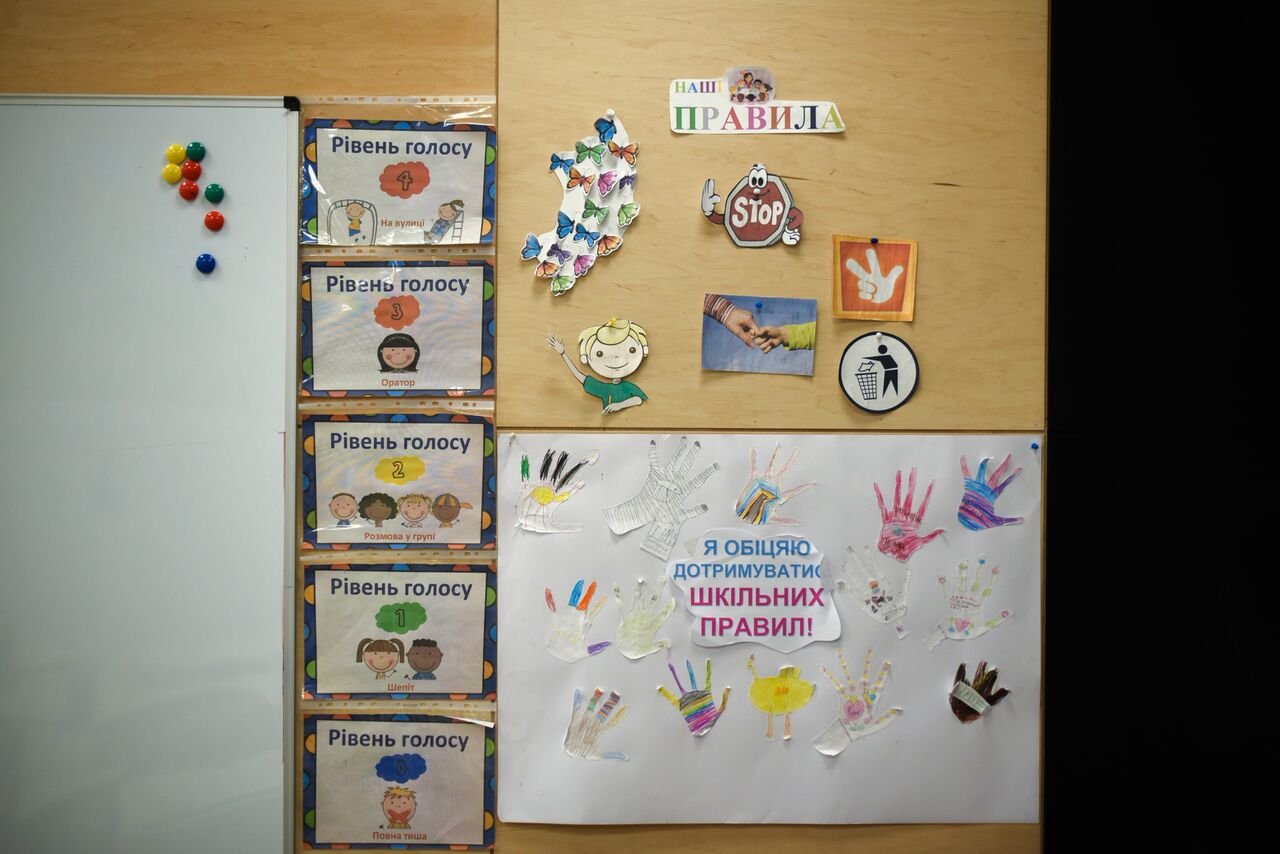 Рівень голосу
4
На вулиці
Рівень голосу
3
Оратор
Рівень голосу
2
Розмова у групі
Рівень голосу
1
Шепіт
Рівень голосу
0
Повна тиша
НАШІ
ПРАВИЛА
STOP
Я ОБІЦЯЮ
ДОТРИМУВАТИС
ШКІЛЬНИХ
ПРАВИЛ!